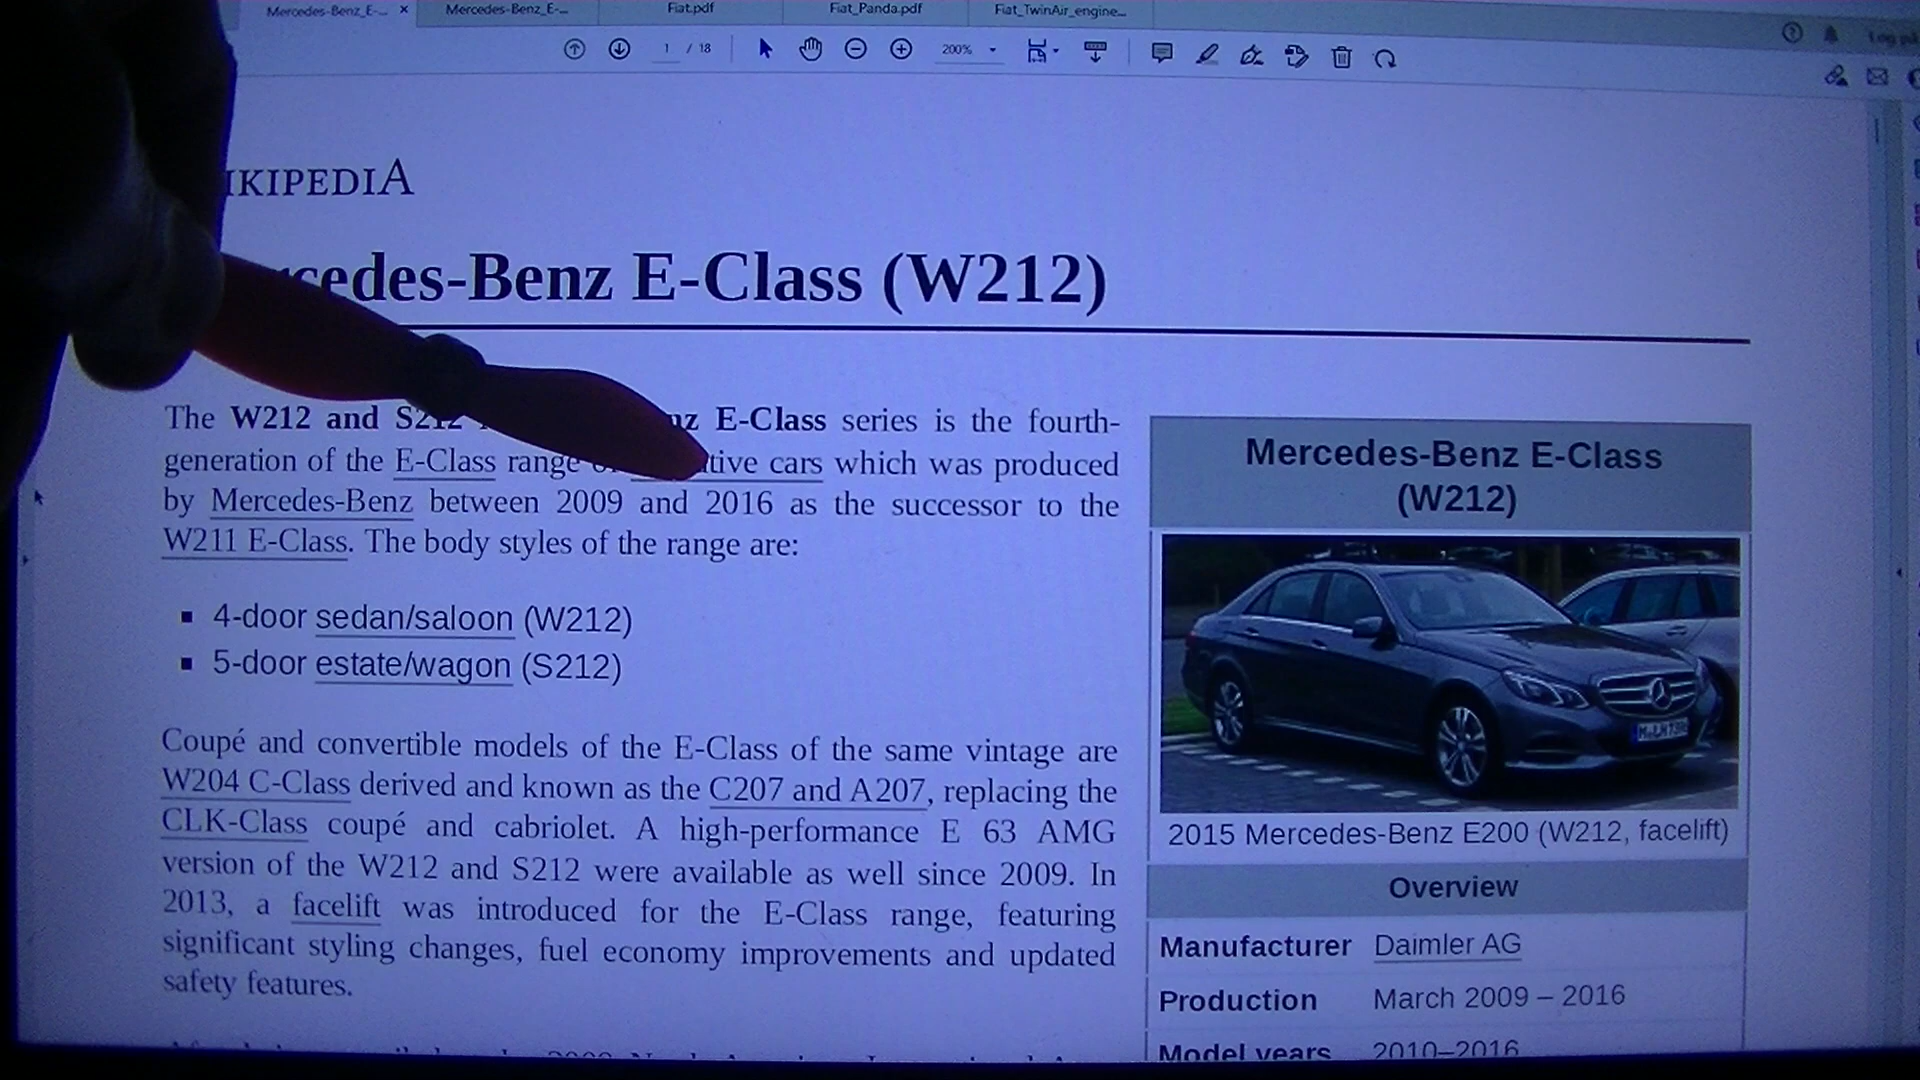 Mercedes-Benz_E-...
Mercedes-Benz_E-...
Fiat.pdf
Fiat_Panda.pdf
Fiat_TwinAir_engine...
1 / 18
200%
IKIPEDIA
cedes-Benz E-Class (W212)
The W212 and S212 E-Class series is the fourth-
generation of the E-Class range cars which was produced
by Mercedes-Benz between 2009 and 2016 as the successor to the
W211 E-Class. The body styles of the range are:
▪ 4-door sedan/saloon (W212)
▪ 5-door estate/wagon (S212)
Coupé and convertible models of the E-Class of the same vintage are
W204 C-Class derived and known as the C207 and A207, replacing the
CLK-Class coupé and cabriolet. A high-performance E 63 AMG
version of the W212 and S212 were available as well since 2009. In
2013, a facelift was introduced for the E-Class range, featuring
significant styling changes, fuel economy improvements and updated
safety features.
Mercedes-Benz E-Class
(W212)
2015 Mercedes-Benz E200 (W212, facelift)
Overview
Manufacturer Daimler AG
Production March 2009 – 2016
Model years 2010–2016